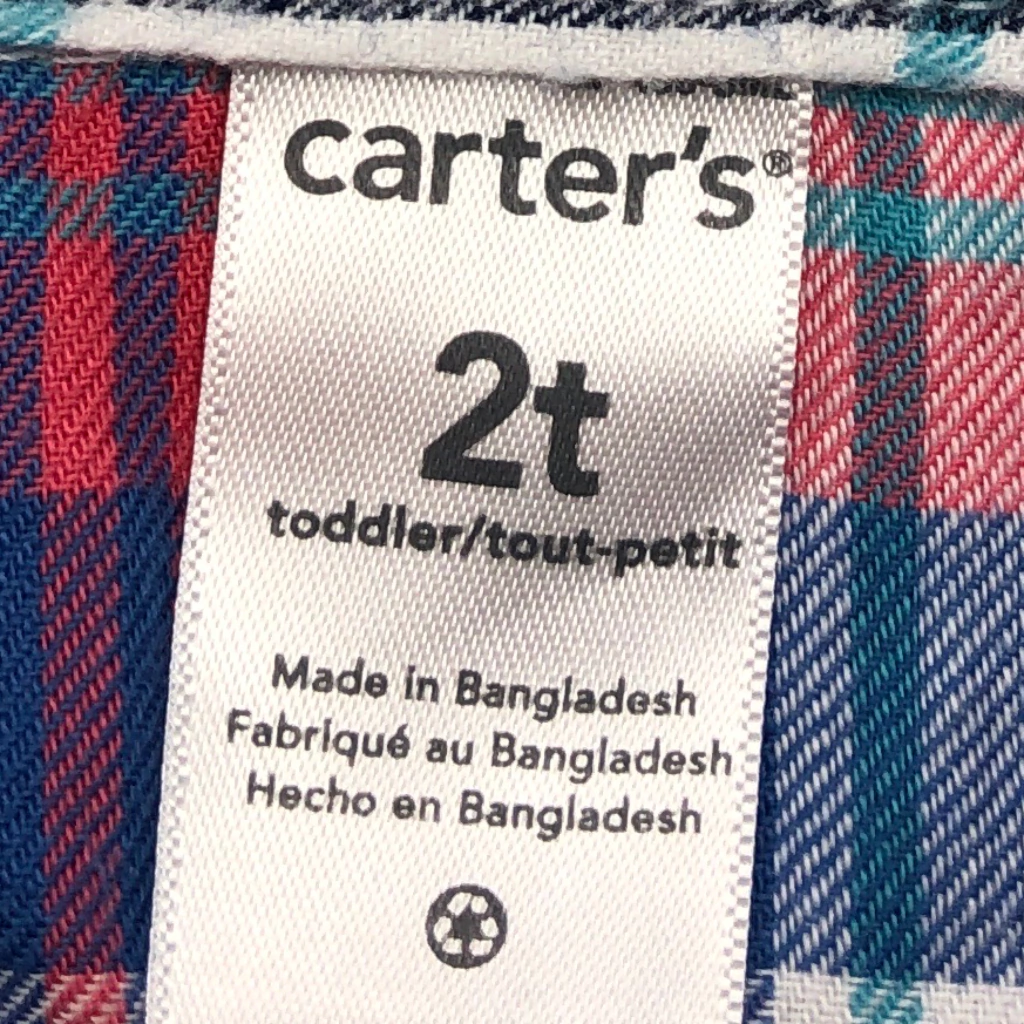 carter's®
2t
toddler/tout-petit
Made in Bangladesh
Fabriqué au Bangladesh
Hecho en Bangladesh